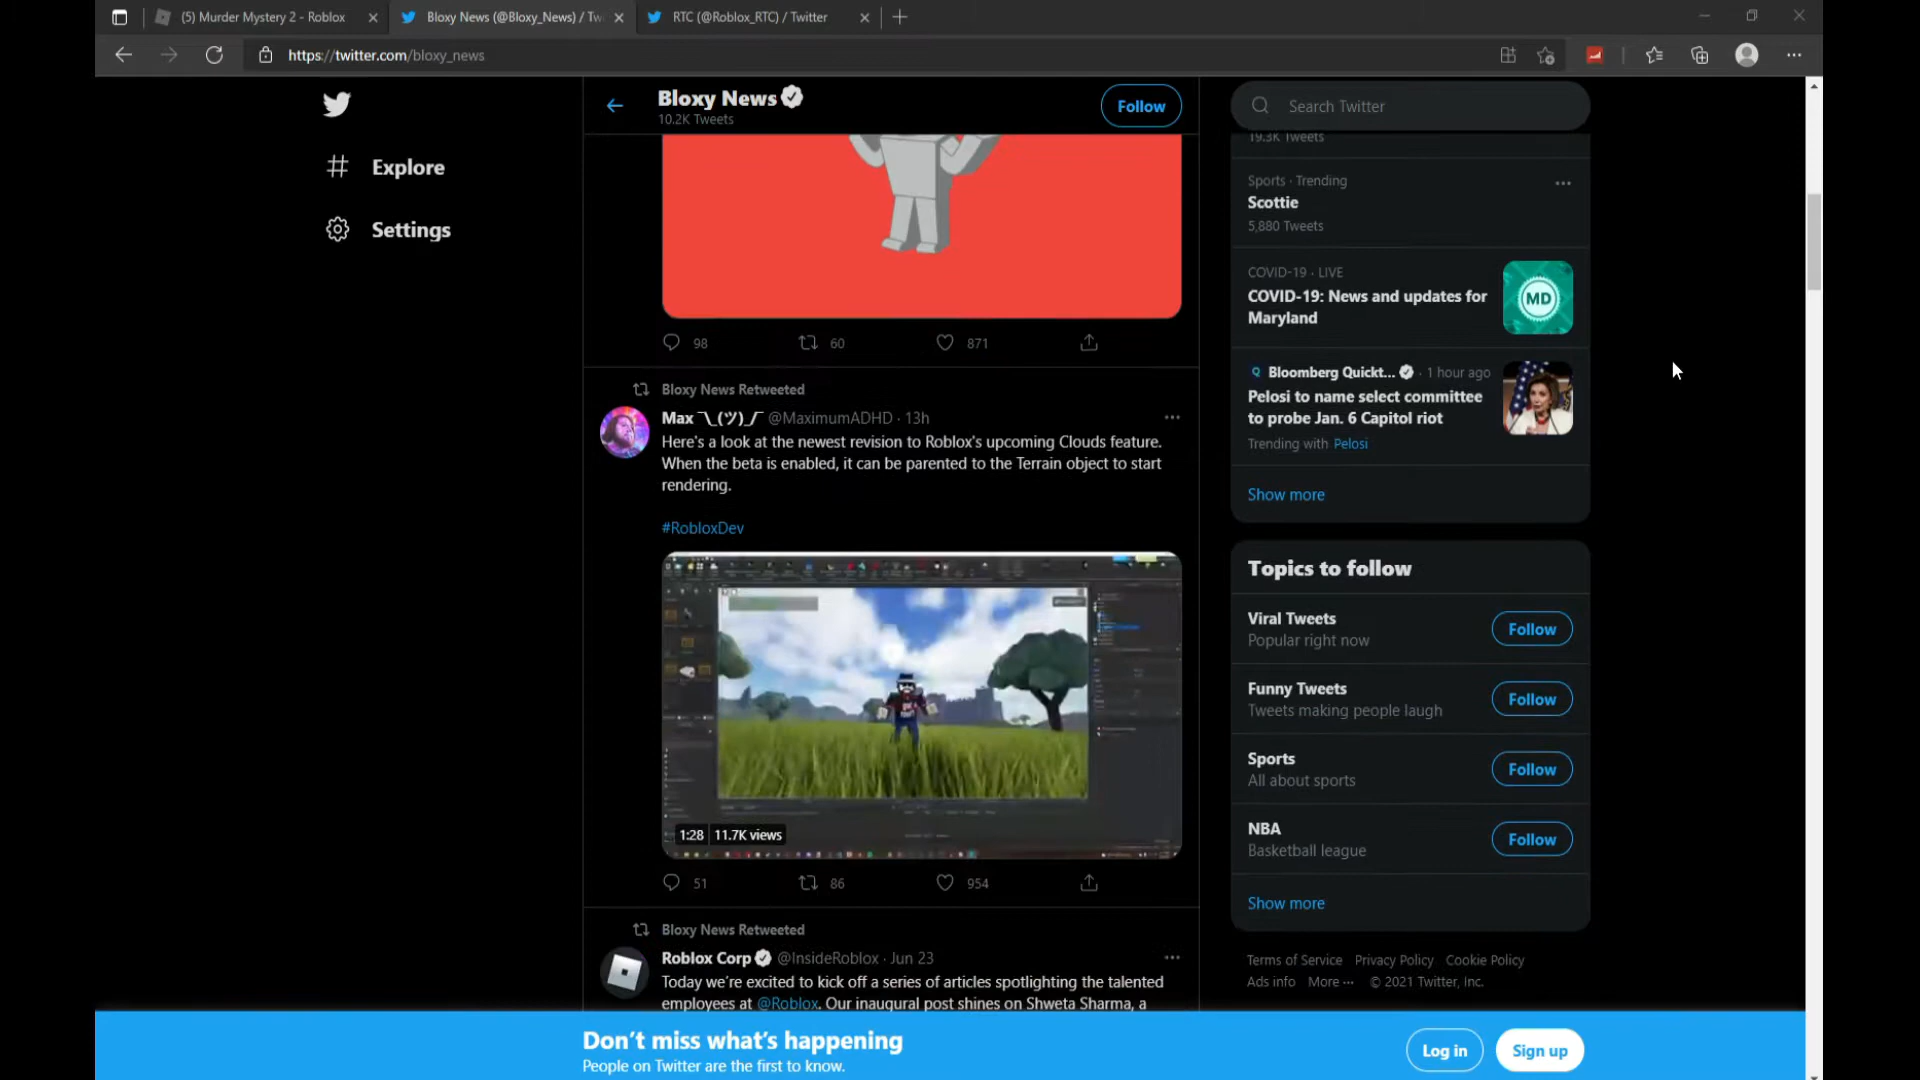 (5) Murder Mystery 2 - Roblox
Bloxy News (@Bloxy_News) / Tw
RTC (@Roblox_RTC) / Twitter
https://twitter.com/bloxy_news
Explore
Settings
Bloxy News
10.2K Tweets
Follow
98
60
871
Bloxy News Retweeted
Max ¯\_(ツ)_/¯ @MaximumADHD · 13h
Here's a look at the newest revision to Roblox's upcoming Clouds feature.
When the beta is enabled, it can be parented to the Terrain object to start
rendering.
#RobloxDev
1:28
11.7K views
51
86
954
Bloxy News Retweeted
Roblox Corp @InsideRoblox · Jun 23
Today we're excited to kick off a series of articles spotlighting the talented
employees at @Roblox. Our inaugural post shines on Shweta Sharma, a
Search Twitter
19.3K Tweets
Sports · Trending
Scottie
5,880 Tweets
COVID-19 · LIVE
COVID-19: News and updates for
Maryland
MD
Bloomberg Quickt... · 1 hour ago
Pelosi to name select committee
to probe Jan. 6 Capitol riot
Trending with Pelosi
Show more
Topics to follow
Viral Tweets
Popular right now
Follow
Funny Tweets
Tweets making people laugh
Follow
Sports
All about sports
Follow
NBA
Basketball league
Follow
Show more
Terms of Service Privacy Policy Cookie Policy
Ads info More ··· © 2021 Twitter, Inc.
Don't miss what's happening
People on Twitter are the first to know.
Log in
Sign up